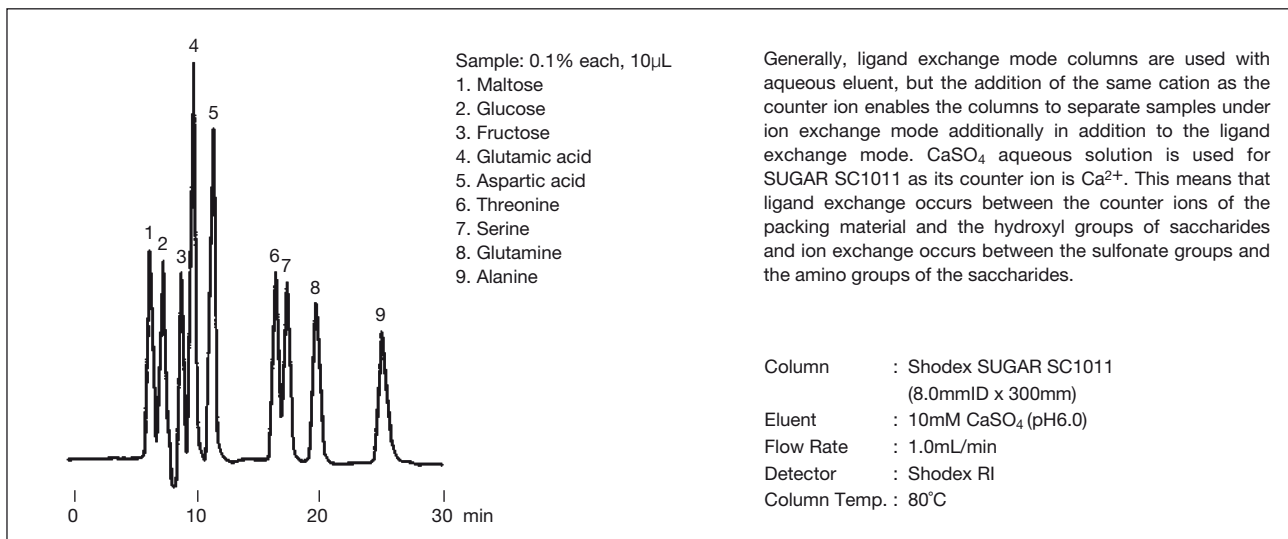 4
5
1
2
3
6
7
8
9
0
10
20
30 min
Sample: 0.1% each, 10μL
1. Maltose
2. Glucose
3. Fructose
4. Glutamic acid
5. Aspartic acid
6. Threonine
7. Serine
8. Glutamine
9. Alanine
Generally, ligand exchange mode columns are used with
aqueous eluent, but the addition of the same cation as the
counter ion enables the columns to separate samples under
ion exchange mode additionally in addition to the ligand
exchange mode. CaSO₄ aqueous solution is used for
SUGAR SC1011 as its counter ion is Ca²⁺. This means that
ligand exchange occurs between the counter ions of the
packing material and the hydroxyl groups of saccharides
and ion exchange occurs between the sulfonate groups and
the amino groups of the saccharides.
Column : Shodex SUGAR SC1011
(8.0mmID x 300mm)
Eluent : 10mM CaSO₄ (pH6.0)
Flow Rate : 1.0mL/min
Detector : Shodex RI
Column Temp. : 80°C